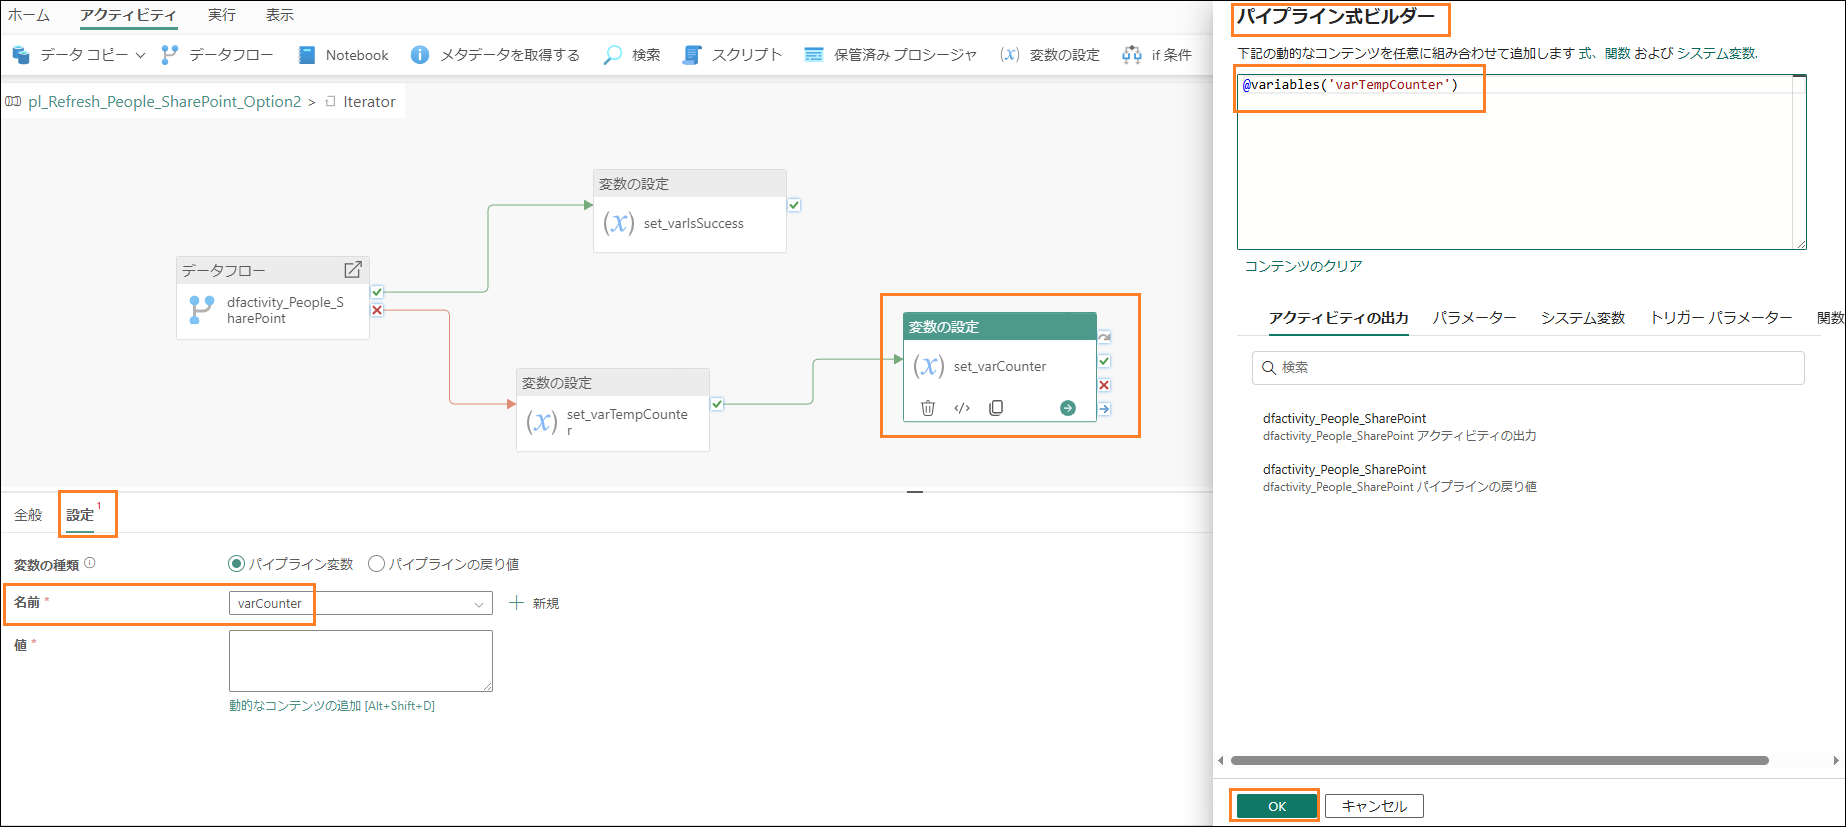 ホーム
アクティビティ
実行
表示
データ コピー
データフロー
Notebook
メタデータを取得する
検索
スクリプト
保管済み プロシージャ
(x) 変数の設定
if 条件
pl_Refresh_People_SharePoint_Option2 > Iterator
変数の設定
(x) set_varIsSuccess
データフロー
dfactivity_People_S
harePoint
変数の設定
(x) set_varTempCounte
r
変数の設定
(x) set_varCounter
全般
設定 1
変数の種類
パイプライン変数
パイプラインの戻り値
名前 *
varCounter
新規
値 *
動的なコンテンツの追加 [Alt+Shift+D]
パイプライン式ビルダー
下記の動的なコンテンツを任意に組み合わせて追加します 式、関数 および システム変数.
@variables('varTempCounter')
コンテンツのクリア
アクティビティの出力
パラメーター
システム変数
トリガー パラメーター
関数
検索
dfactivity_People_SharePoint
dfactivity_People_SharePoint アクティビティの出力
dfactivity_People_SharePoint
dfactivity_People_SharePoint パイプラインの戻り値
OK
キャンセル